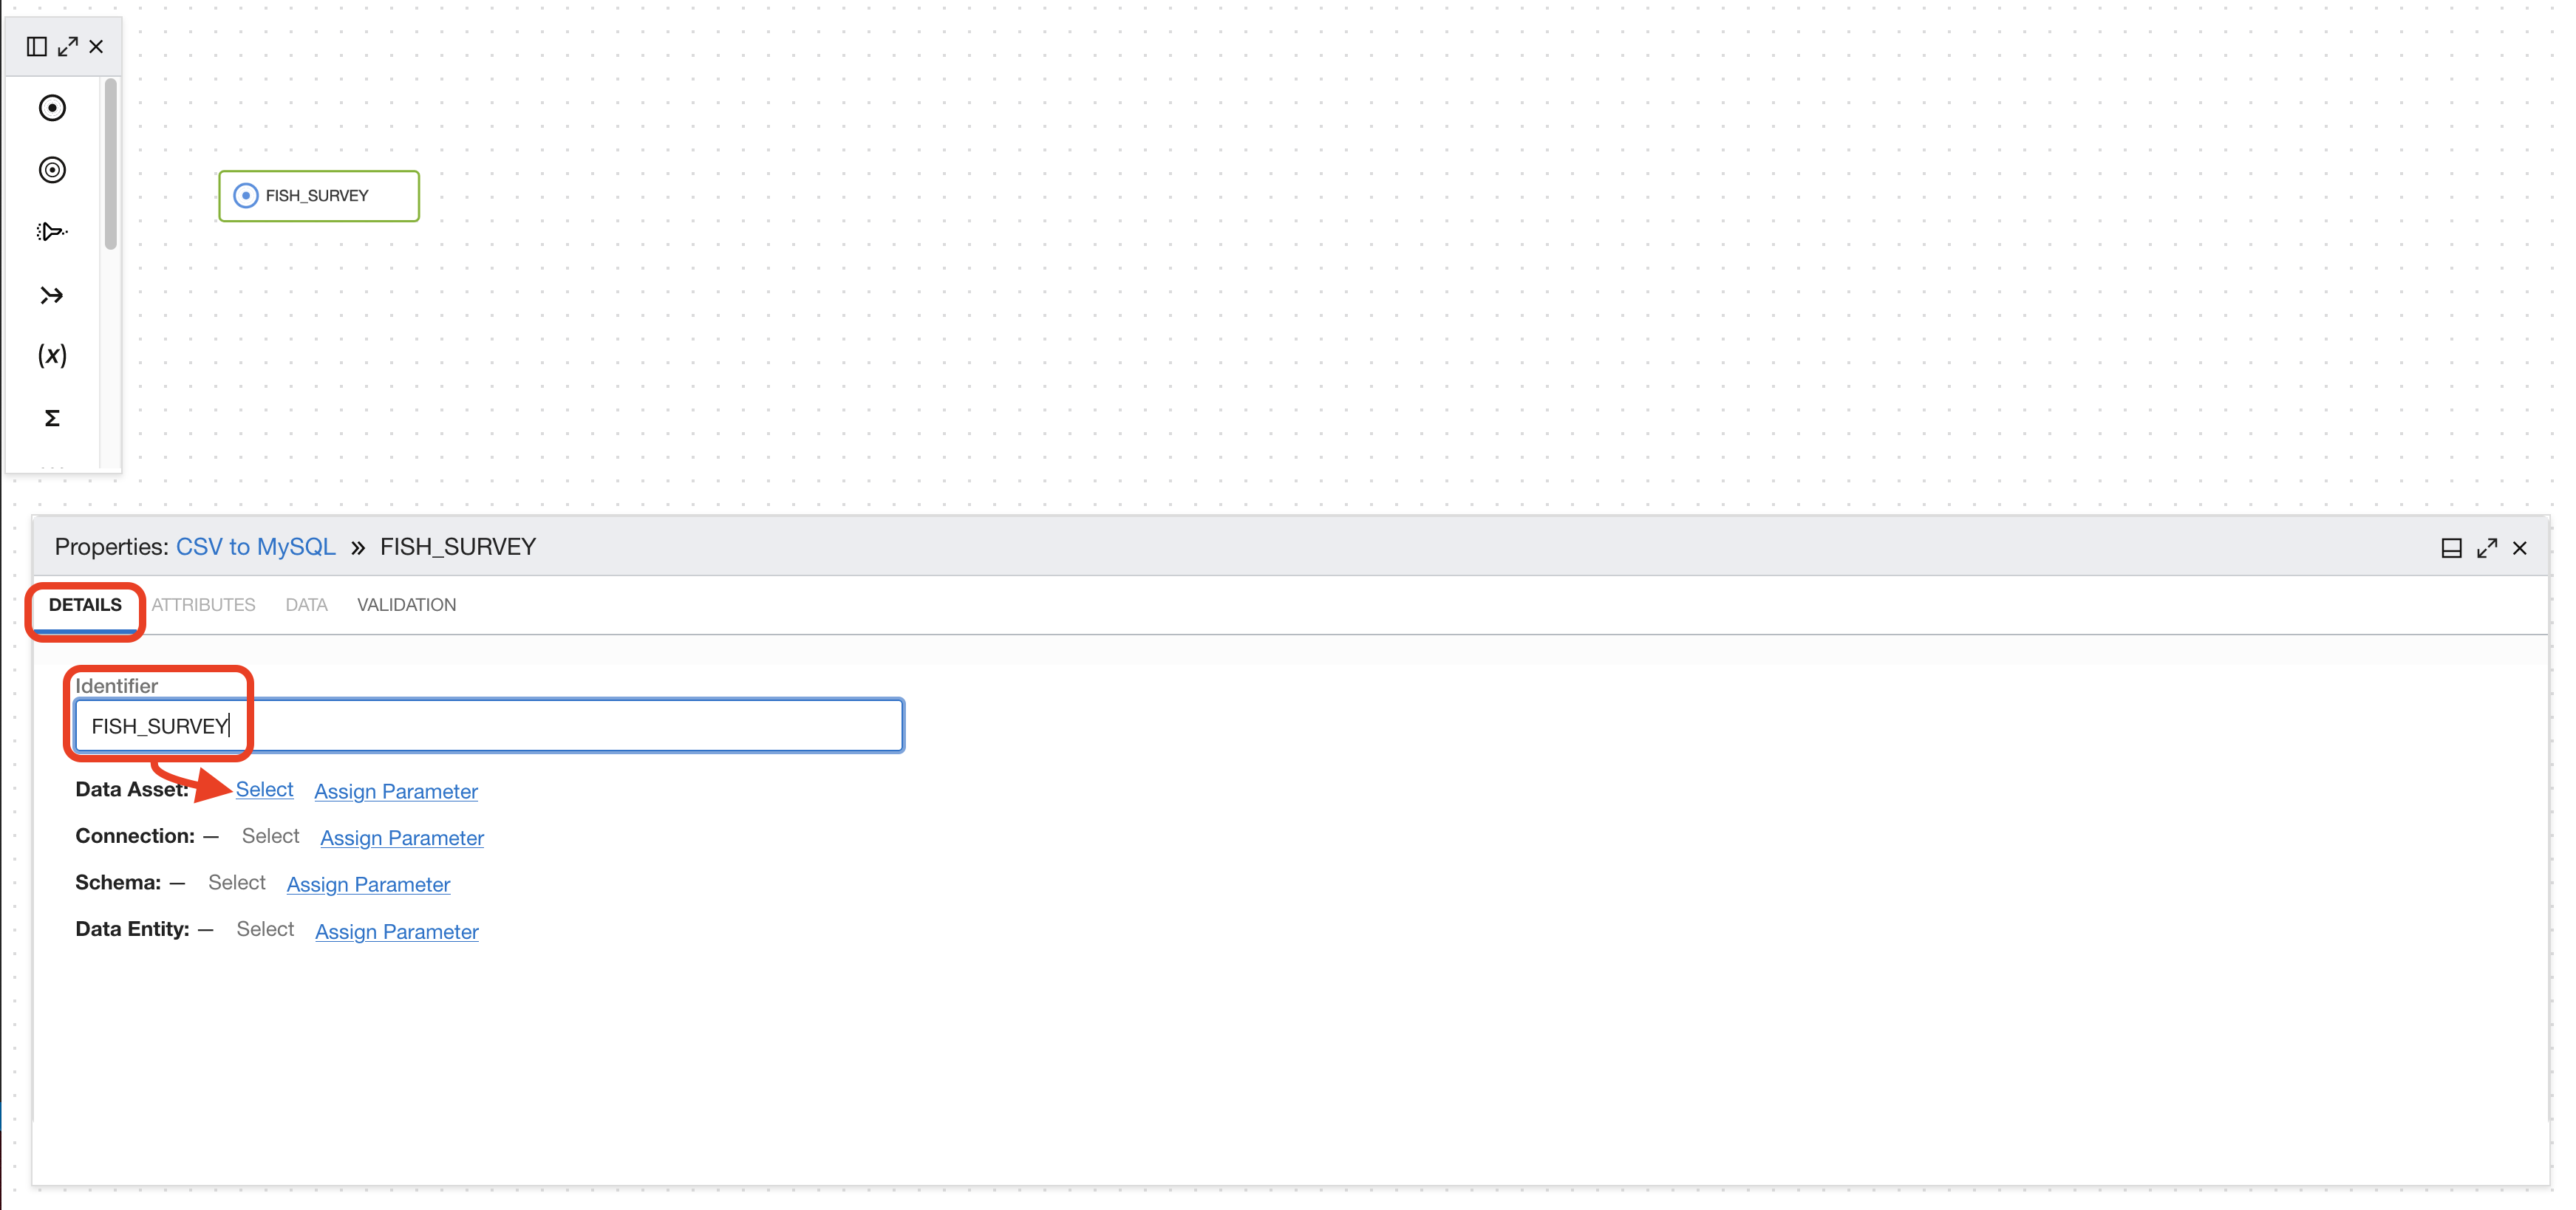 (x)
Σ
FISH_SURVEY
Properties: CSV to MySQL » FISH_SURVEY
DETAILS ATTRIBUTES DATA VALIDATION
Identifier
FISH_SURVEY
Data Asset: Select Assign Parameter
Connection: — Select Assign Parameter
Schema: — Select Assign Parameter
Data Entity: — Select Assign Parameter